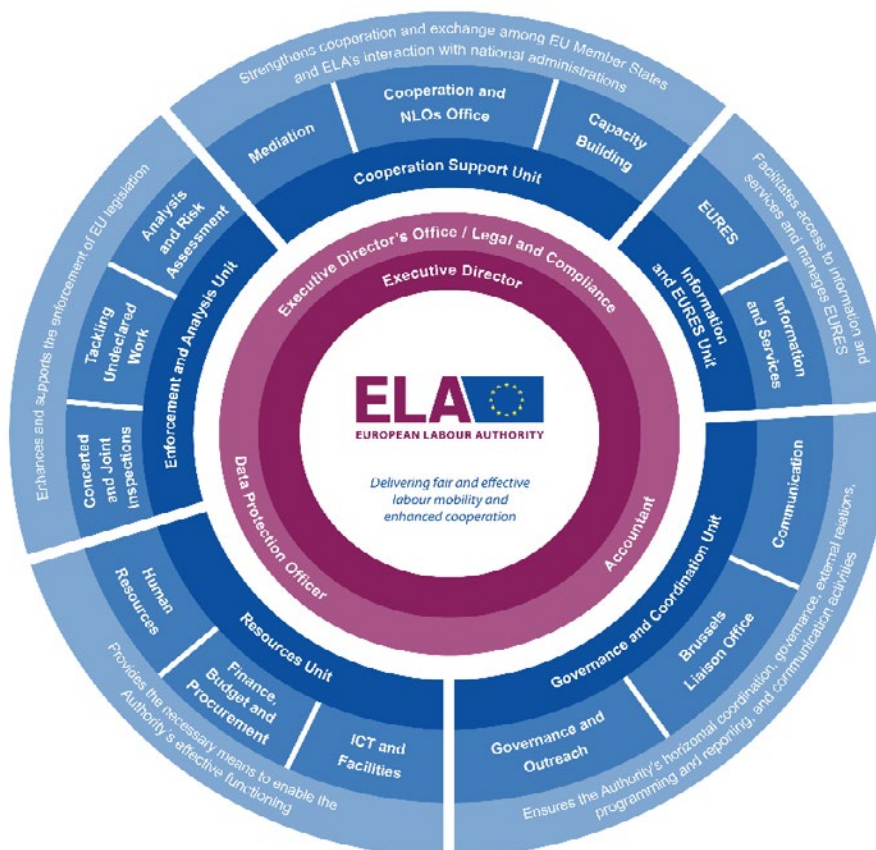 Strengthens cooperation and exchange among EU Member States
and ELA's interaction with national administrations
Mediation
Cooperation and
NLOs Office
Capacity
Building
Cooperation Support Unit
Facilitates access to information and
services and manages EURES
EURES
Information
and Services
Information
and EURES Unit
Communication
Brussels
Liaison Office
Governance and
Outreach
Governance and Coordination Unit
Ensures the Authority's horizontal coordination, governance, external relations,
programming and reporting, and communication activities
ICT and
Facilities
Finance,
Budget and
Procurement
Human
Resources
Resources Unit
Provides the necessary means to enable the
Authority's effective functioning
Concerted
and Joint
Inspections
Tackling
Undeclared
Work
Analysis
and Risk
Assessment
Enforcement and Analysis Unit
Enhances and supports the enforcement of EU legislation
Executive Director's Office / Legal and Compliance
Executive Director
Accountant
Data Protection Officer
ELA
EUROPEAN LABOUR AUTHORITY
Delivering fair and effective
labour mobility and
enhanced cooperation